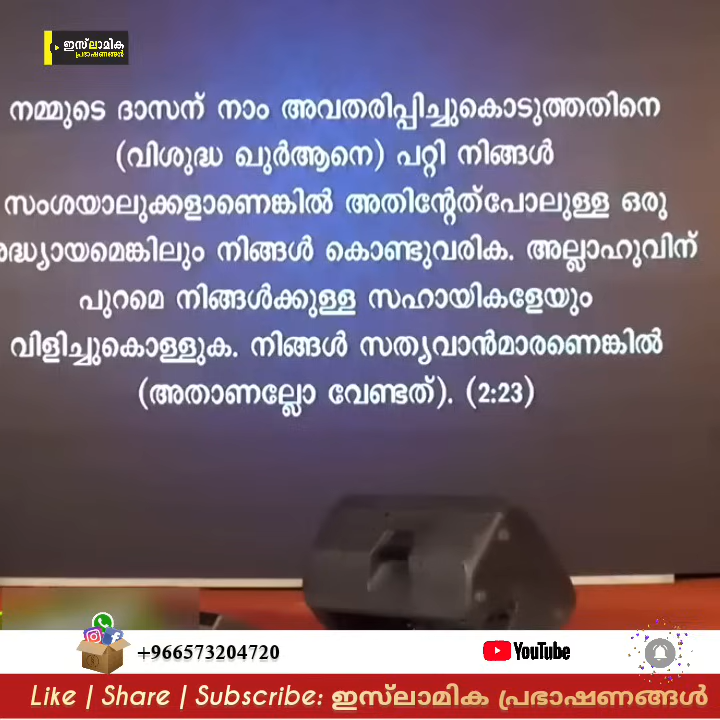 ഇസ്‌ലാമിക
പ്രഭാഷണങ്ങൾ
നമ്മുടെ ദാസന് നാം അവതരിപ്പിച്ചുകൊടുത്തതിനെ
(വിശുദ്ധ ഖുർആനെ) പറ്റി നിങ്ങൾ
സംശയാലുക്കളാണെങ്കിൽ അതിന്റേത്പോലുള്ള ഒരു
ദ്ധ്യായമെങ്കിലും നിങ്ങൾ കൊണ്ടുവരിക. അല്ലാഹുവിന്
പുറമെ നിങ്ങൾക്കുള്ള സഹായികളേയും
വിളിച്ചുകൊള്ളുക. നിങ്ങൾ സത്യവാൻമാരണെങ്കിൽ
(അതാണല്ലോ വേണ്ടത്). (2:23)
+966573204720 YouTube
Like | Share | Subscribe: ഇസ്‌ലാമിക പ്രഭാഷണങ്ങൾ